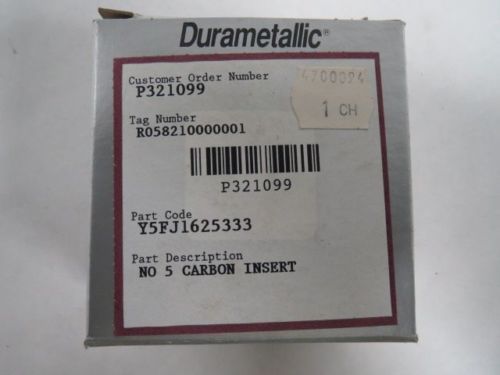 Durametallic®
Customer Order Number
P321099
4700024
1 CH
Tag Number
R058210000001
P321099
Part Code
Y5FJ1625333
Part Description
NO 5 CARBON INSERT